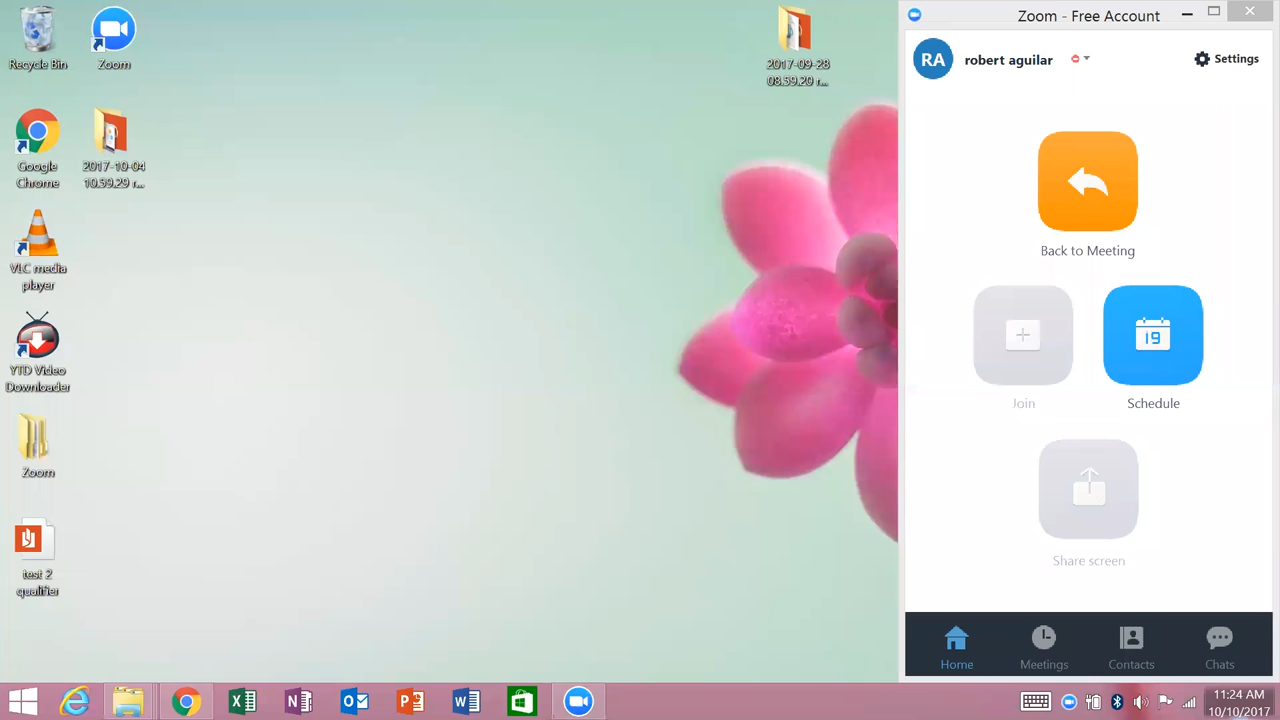 Recycle Bin
Zoom
Google
Chrome
2017-10-04
10.59.29 r...
VLC media
player
YTD Video
Downloader
Zoom
test 2
qualifier
2017-09-28
08.59.20 r...
Zoom - Free Account
RA
robert aguilar
Settings
Back to Meeting
19
Join
Schedule
Share screen
Home
Meetings
Contacts
Chats
11:24 AM
10/10/2017